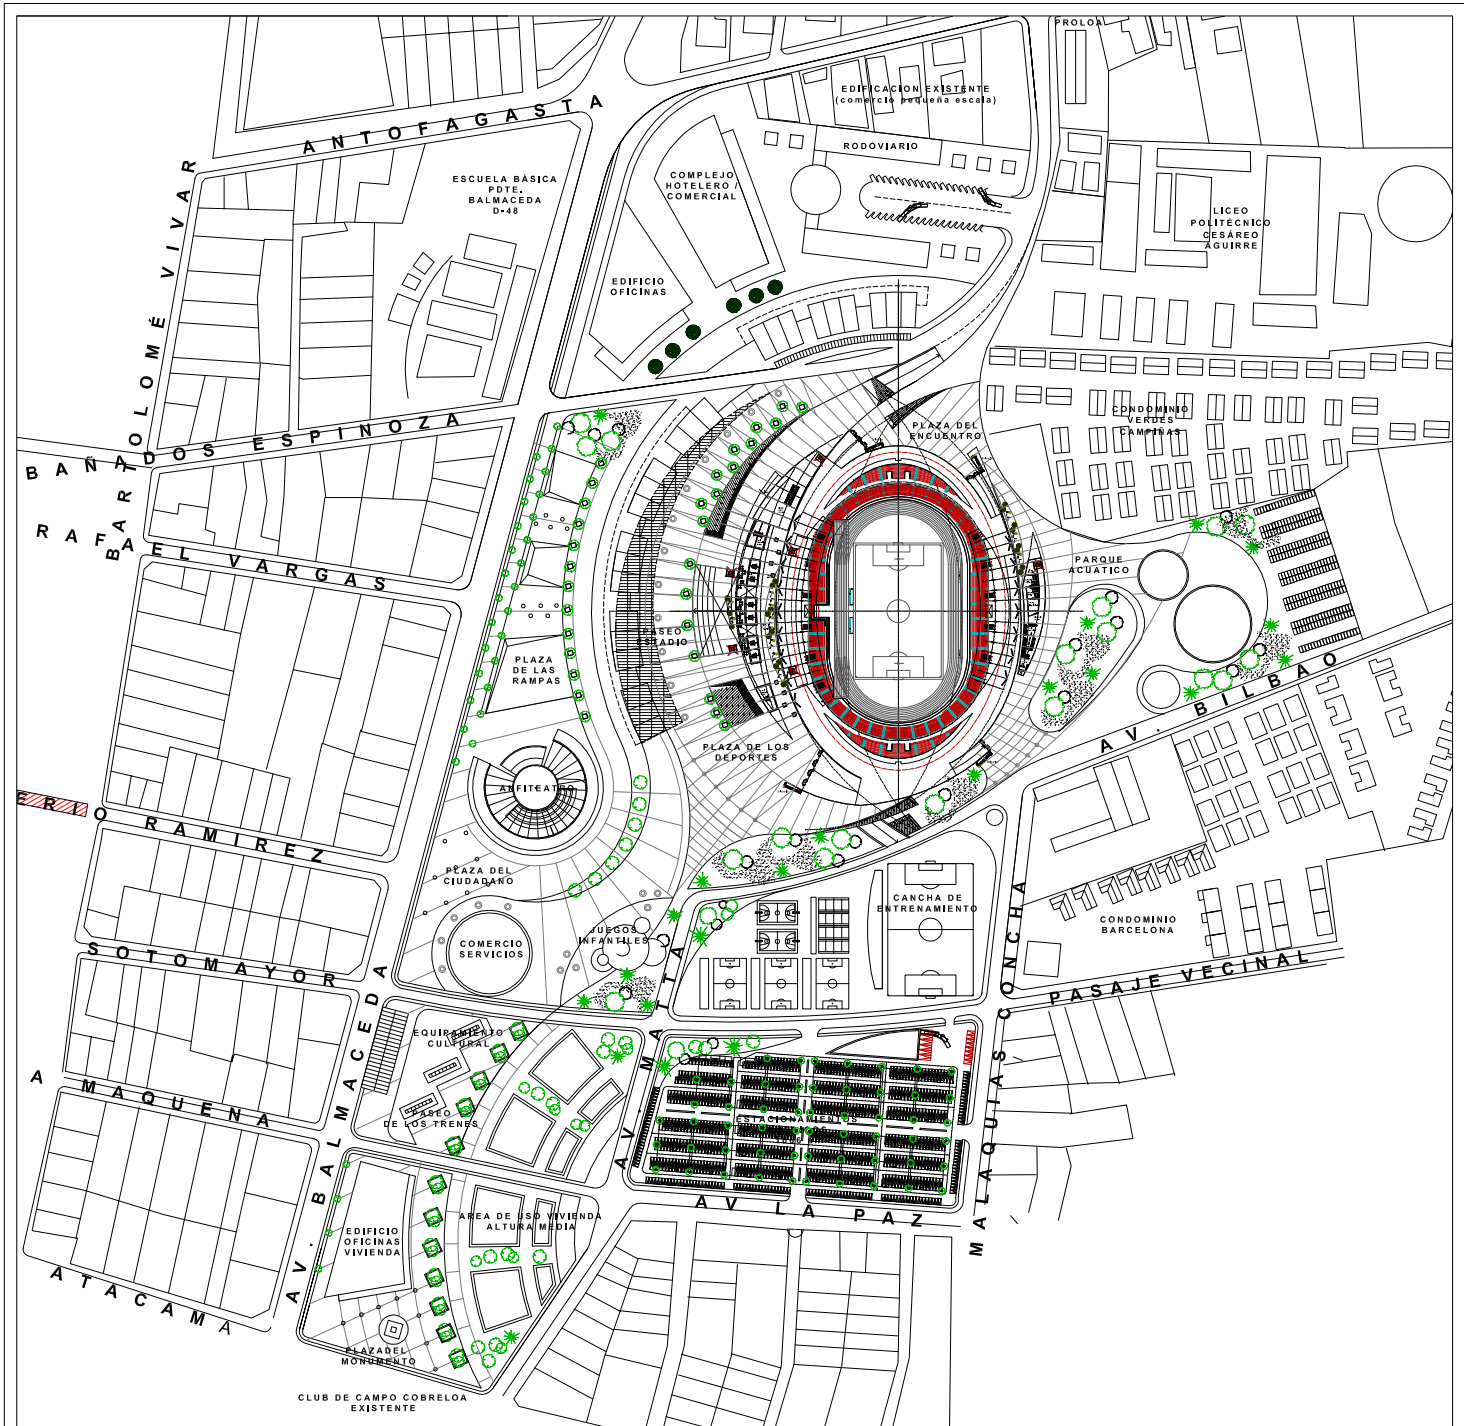 PROLOA
EDIFICACION EXISTENTE
(comercio pequeña escala)
ANTOFAGASTA
RODOVIARIO
ESCUELA BÁSICA
PDTE.
BALMACEDA
D-48
COMPLEJO
HOTELERO /
COMERCIAL
LICEO
POLITÉCNICO
CESÁREO
AGUIRRE
BARTOLOMÉ VIVAR
EDIFICIO
OFICINAS
BAÑADOS ESPINOZA
PLAZA DEL
ENCUENTRO
CONDOMINIO
VERDES
CAMPIÑAS
RAFAEL VARGAS
PARQUE
ACUATICO
PASEO
ESTADIO
PLAZA
DE LAS
RAMPAS
AV. BILBAO
PLAZA DE LOS
DEPORTES
ANFITEATRO
ERIO RAMIREZ
PLAZA DEL
CIUDADANO
CANCHA DE
ENTRENAMIENTO
CONDOMINIO
BARCELONA
JUEGOS
INFANTILES
COMERCIO
SERVICIOS
SOTOMAYOR
PASAJE VECINAL
MALAQUIAS CONCHA
AV. MATTA
AV. BALMACEDA
EQUIPAMIENTO
CULTURAL
A MAQUENA
PASEO
DE LOS TRENES
ESTACIONAMIENTOS
AV LA PAZ
AREA DE USO VIVIENDA
ALTURA MEDIA
EDIFICIO
OFICINAS
VIVIENDA
ATACAMA
PLAZADEL
MONUMENTO
CLUB DE CAMPO COBRELOA
EXISTENTE